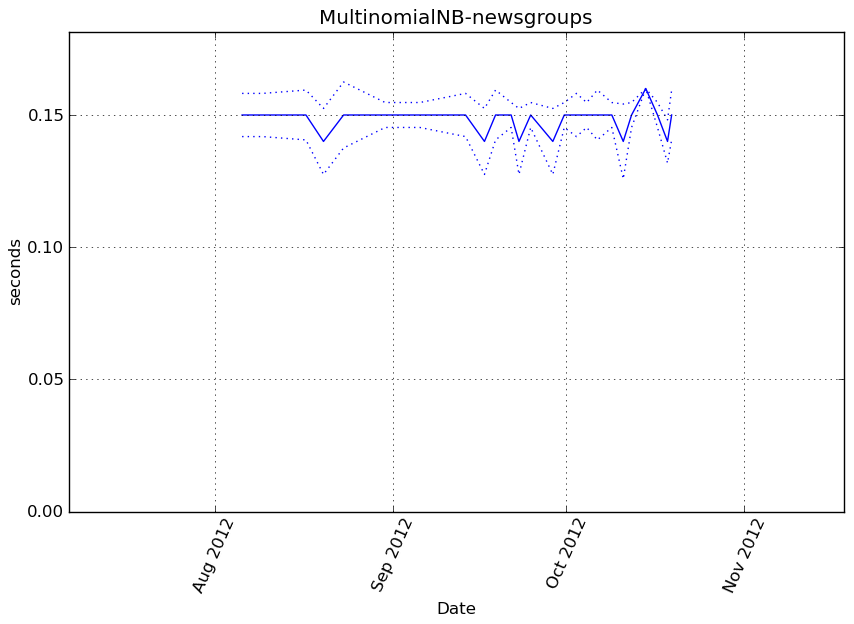 MultinomialNB-newsgroups
seconds
0.15
0.10
0.05
0.00
Aug 2012
Sep 2012
Oct 2012
Nov 2012
Date